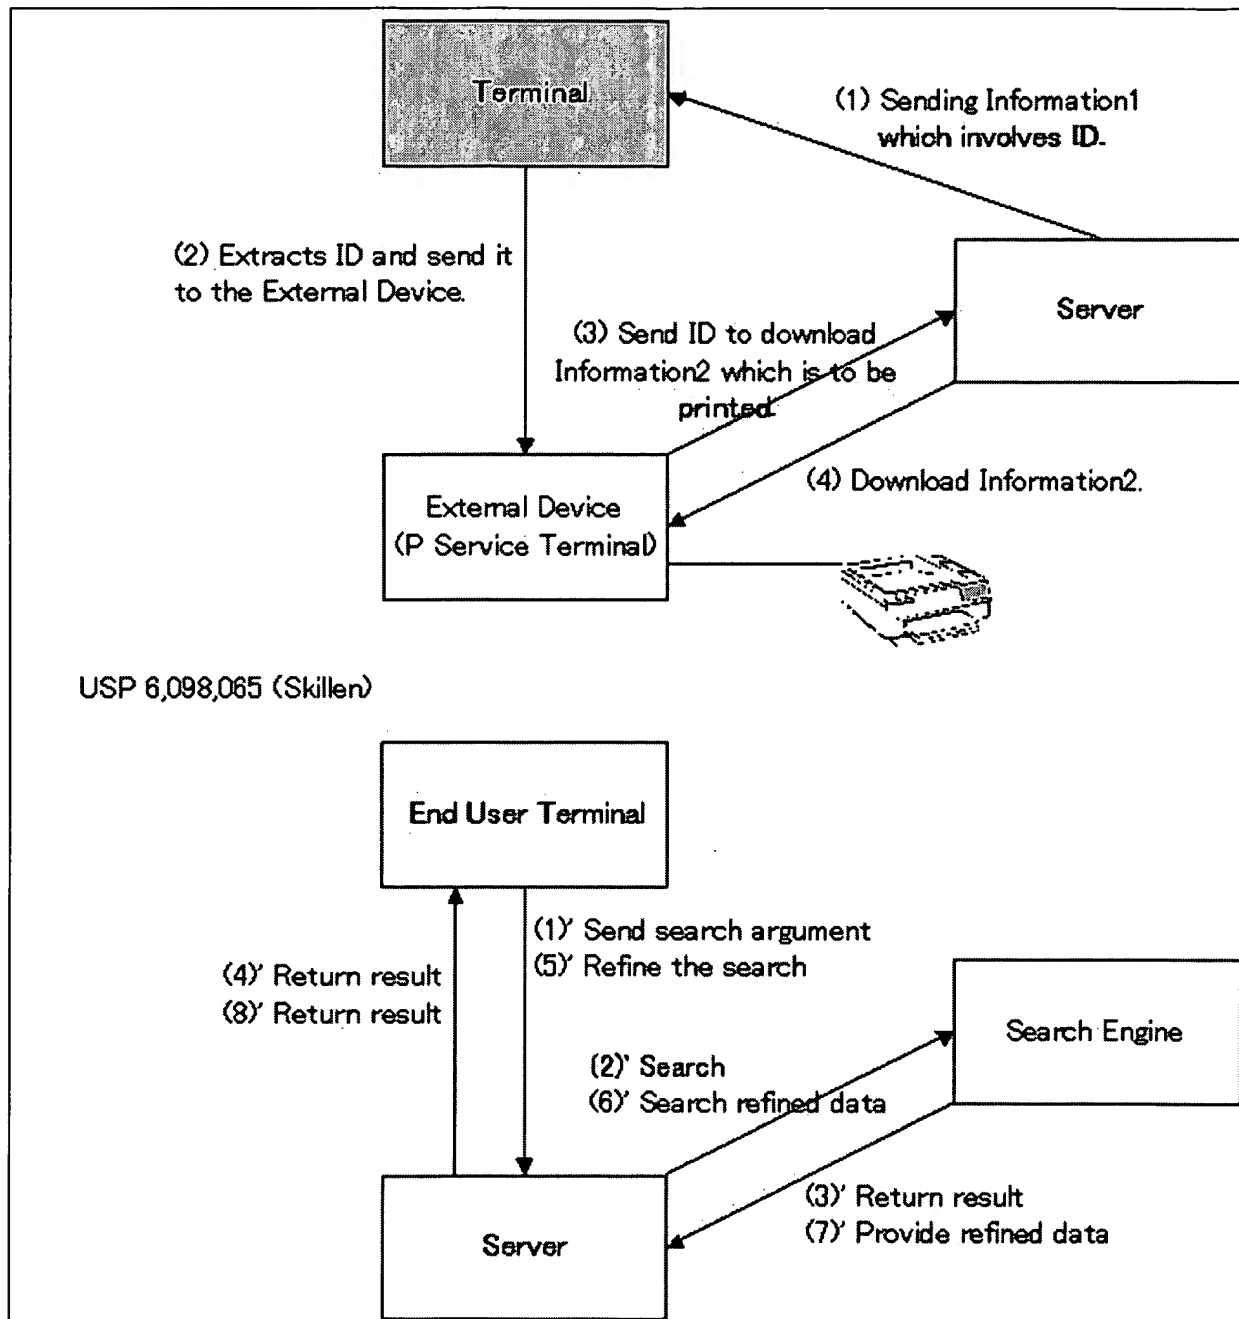 Terminal
(1) Sending Information1
which involves ID.
(2) Extracts ID and send it
to the External Device.
Server
(3) Send ID to download
Information2 which is to be
printed.
(4) Download Information2.
External Device
(P Service Terminal)
USP 6,098,065 (Skillen)
End User Terminal
(1)' Send search argument
(5)' Refine the search
(4)' Return result
(8)' Return result
Search Engine
(2)' Search
(6)' Search refined data
(3)' Return result
(7)' Provide refined data
Server